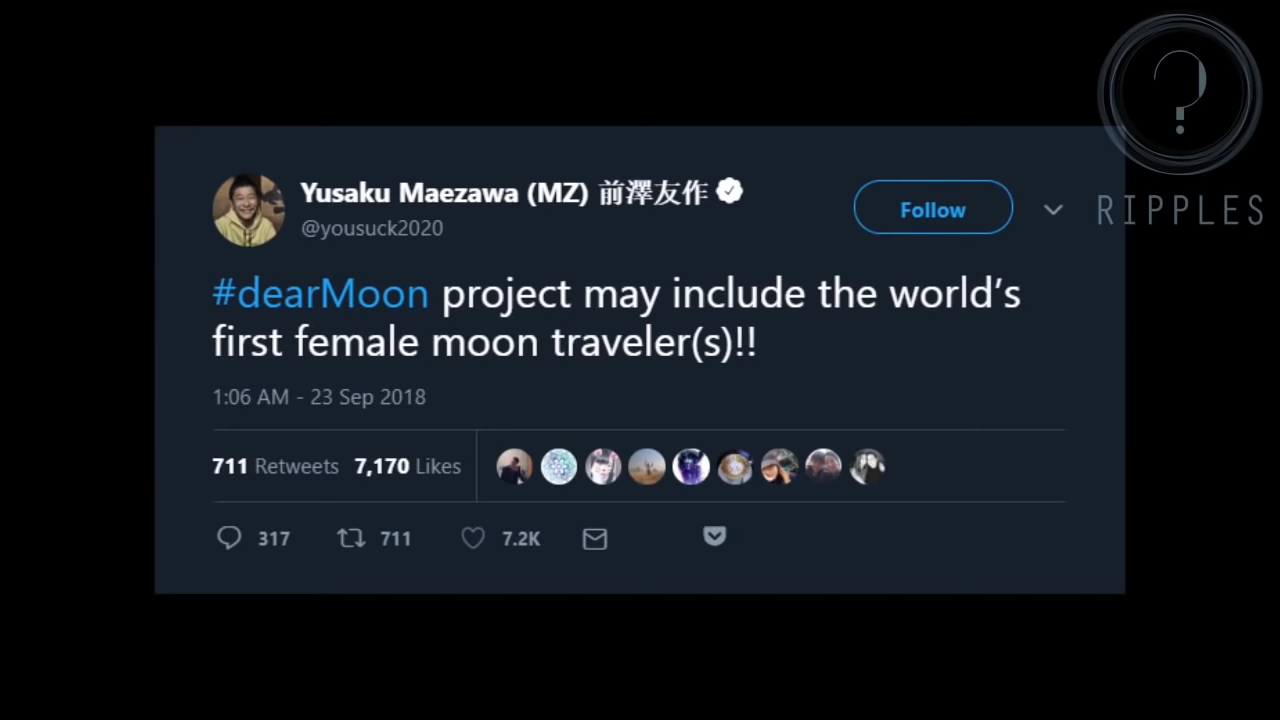 ?
RIPPLES
Yusaku Maezawa (MZ) 前澤友作
@yousuck2020
Follow
#dearMoon project may include the world’s
first female moon traveler(s)!!
1:06 AM - 23 Sep 2018
711 Retweets 7,170 Likes
317 711 7.2K